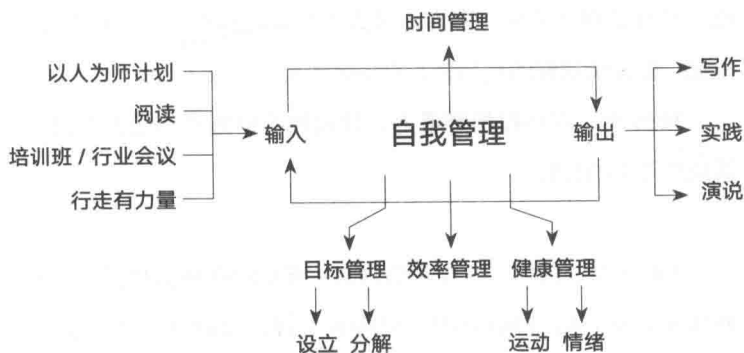 时间管理
以人为师计划
写作
阅读
输入
自我管理
输出
实践
培训班 / 行业会议
行走有力量
演说
目标管理 效率管理 健康管理
设立 分解 运动 情绪